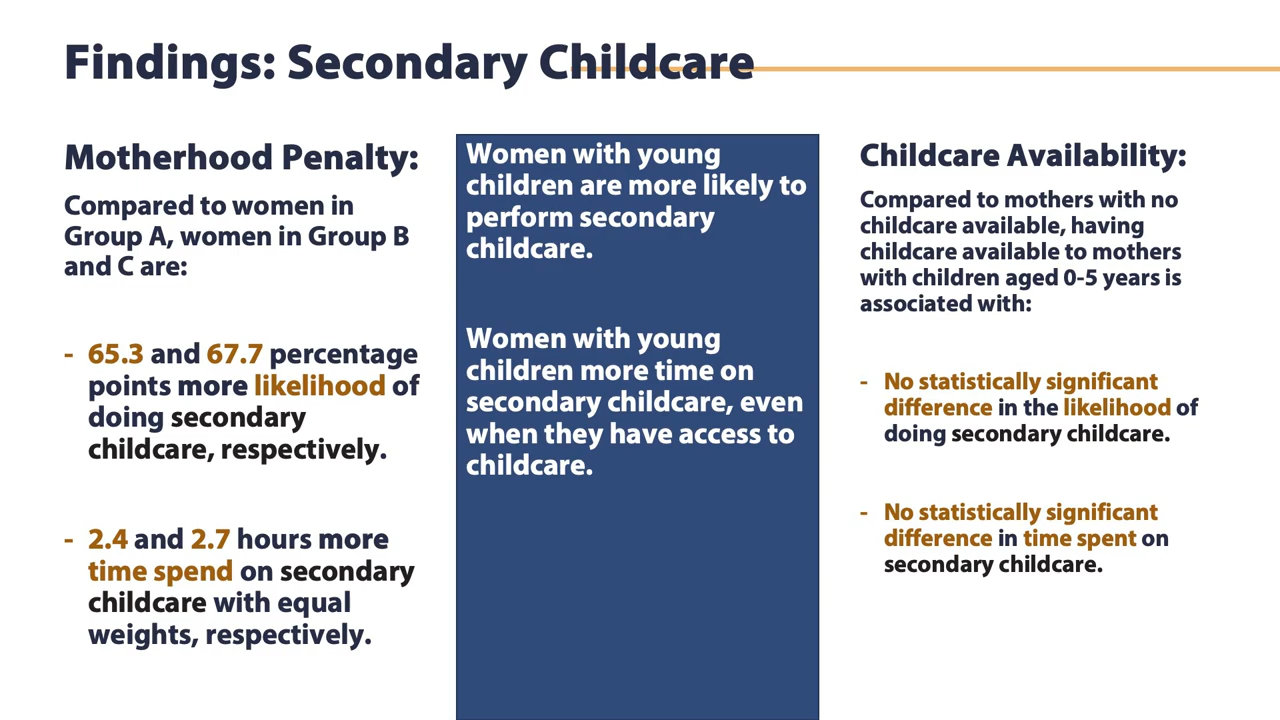 Findings: Secondary Childcare
Motherhood Penalty:
Compared to women in
Group A, women in Group B
and C are:
- 65.3 and 67.7 percentage
points more likelihood of
doing secondary
childcare, respectively.
- 2.4 and 2.7 hours more
time spend on secondary
childcare with equal
weights, respectively.
Women with young
children are more likely to
perform secondary
childcare.
Women with young
children more time on
secondary childcare, even
when they have access to
childcare.
Childcare Availability:
Compared to mothers with no
childcare available, having
childcare available to mothers
with children aged 0-5 years is
associated with:
- No statistically significant
difference in the likelihood of
doing secondary childcare.
- No statistically significant
difference in time spent on
secondary childcare.